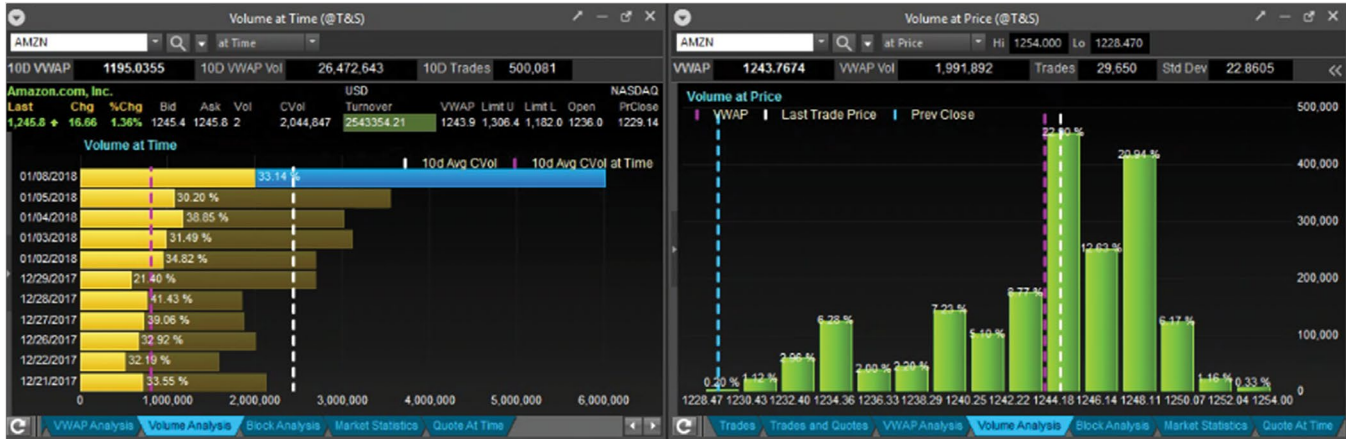 Volume at Time (@T&S)
AMZN at Time
10D VWAP 1195.0355 10D VWAP Vol 26,472,643 10D Trades 500,081
Amazon.com, Inc. USD NASDAQ
Last Chg %Chg Bid Ask Vol CVol Turnover VWAP Limit U Limit L Open PrClose
1,245.8 16.66 1.36% 1245.4 1245.8 2 2,044,847 2543354.21 1243.9 1,306.4 1,182.0 1236.0 1229.14
Volume at Time
10d Avg CVol 10d Avg CVol at Time
01/08/2018 33.14 %
01/05/2018 30.20 %
01/04/2018 38.85 %
01/03/2018 31.49 %
01/02/2018 34.82 %
12/29/2017 21.40 %
12/28/2017 41.43 %
12/27/2017 39.06 %
12/26/2017 32.92 %
12/22/2017 32.19 %
12/21/2017 33.55 %
0 1,000,000 2,000,000 3,000,000 4,000,000 5,000,000 6,000,000
VWAP Analysis Volume Analysis Block Analysis Market Statistics Quote At Time
Volume at Price (@T&S)
AMZN at Price Hi 1254.000 Lo 1228.470
VWAP 1243.7674 VWAP Vol 1,991,892 Trades 29,650 Std Dev 22.8605
Volume at Price
VWAP Last Trade Price Prev Close
500,000
400,000
300,000
200,000
100,000
0
0.20 % 1.12 % 2.96 % 6.28 % 2.00 % 2.20 % 7.23 % 5.10 % 8.77 % 12.63 % 20.94 % 6.17 % 1.16 % 0.33 %
1228.47 1230.43 1232.40 1234.36 1236.33 1238.29 1240.25 1242.22 1244.18 1246.14 1248.11 1250.07 1252.04 1254.00
Trades Trades and Quotes VWAP Analysis Volume Analysis Block Analysis Market Statistics Quote At Time